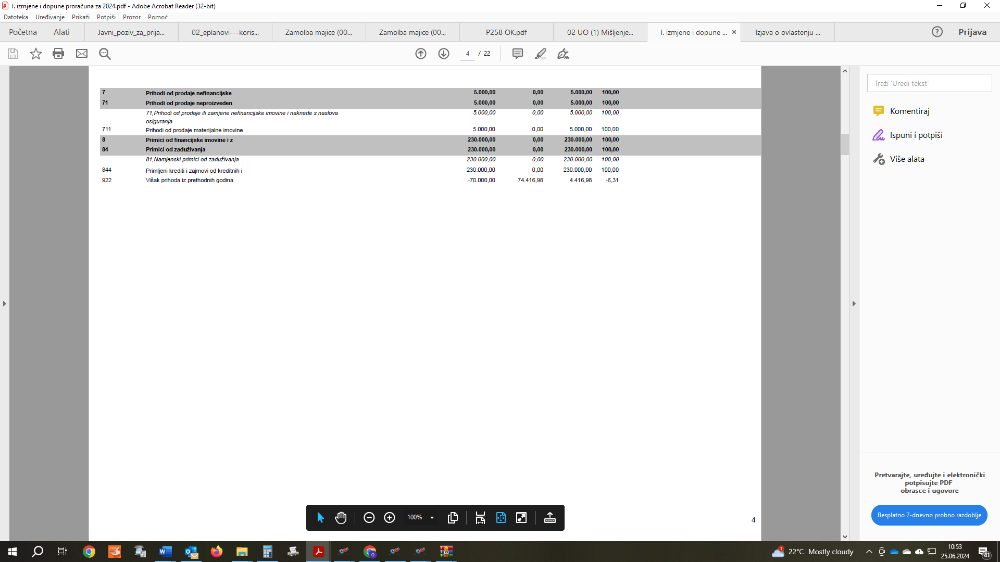 I. izmjene i dopune proračuna za 2024.pdf - Adobe Acrobat Reader (32-bit)
Datoteka Uređivanje Prikaži Potpiši Prozor Pomoć
Početna Alati Javni_poziv_za_prija... 02_eplanovi---koris... Zamolba majice (00... Zamolba majice (00... P258 OK.pdf 02 UO (1) Mišljenje... I. izmjene i dopune ... Izjava o ovlastenju ... Prijava
4 / 22
7 Prihodi od prodaje nefinancijske 5.000,00 0,00 5.000,00 100,00
71 Prihodi od prodaje neproizveden 5.000,00 0,00 5.000,00 100,00
71,Prihodi od prodaje ili zamjene nefinancijske imovine i naknade s naslova 5.000,00 0,00 5.000,00 100,00
osiguranja
711 Prihodi od prodaje materijalne imovine 5.000,00 0,00 5.000,00 100,00
8 Primici od financijske imovine i z 230.000,00 0,00 230.000,00 100,00
84 Primici od zaduživanja 230.000,00 0,00 230.000,00 100,00
81,Namjenski primici od zaduživanja 230.000,00 0,00 230.000,00 100,00
844 Primljeni krediti i zajmovi od kreditnih i 230.000,00 0,00 230.000,00 100,00
922 Višak prihoda iz prethodnih godina -70.000,00 74.416,98 4.416,98 -6,31
4
Traži 'Uredi tekst'
Komentiraj
Ispuni i potpiši
Više alata
Pretvarajte, uređujte i elektronički
potpisujte PDF
obrasce i ugovore
Besplatno 7-dnevno probno razdoblje
100%
1 22°C Mostly cloudy 10:53
25.06.2024 41